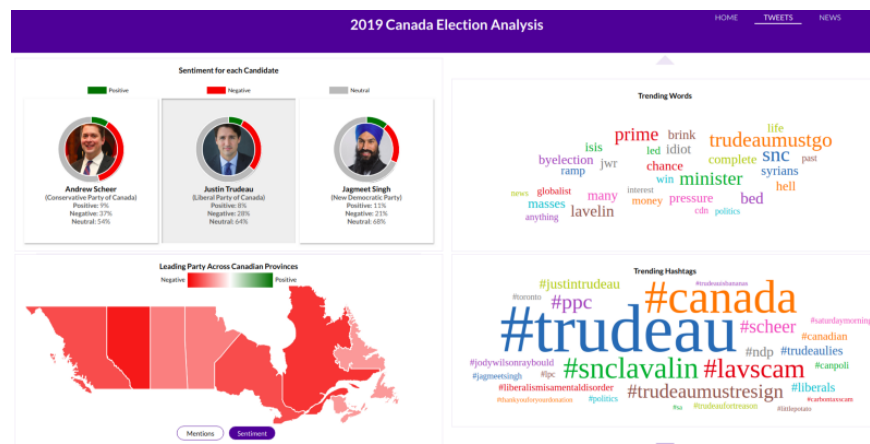 2019 Canada Election Analysis
HOME TWEETS NEWS
Sentiment for each Candidate
Positive Negative Neutral
Andrew Scheer
(Conservative Party of Canada)
Positive: 9%
Negative: 37%
Neutral: 54%
Justin Trudeau
(Liberal Party of Canada)
Positive: 8%
Negative: 28%
Neutral: 64%
Jagmeet Singh
(New Democratic Party)
Positive: 11%
Negative: 21%
Neutral: 68%
Leading Party Across Canadian Provinces
Negative Positive
Mentions Sentiment
Trending Words
life
prime brink trudeaumustgo
isis led idiot
byelection jwr complete snc past
ramp chance syrians
win minister hell
news globalist many interest pressure bed
masses money
anything lavelin cdn politics
Trending Hashtags
#justintrudeau #trudeauisbananas
#toronto #ppc #canada
#trudeau #scheer #saturdaymorning
#canadian
#ndp #trudeaulies
#jodywilsonraybould #snclavalin #lavscam #canpoli
#jagmeetsingh #lpc
#liberalismisamentaldisorder #trudeaumustresign #liberals
#thankyouforyourdonation #politics #carbontaxscam
#sa #trudeaufortreason #littlepotato